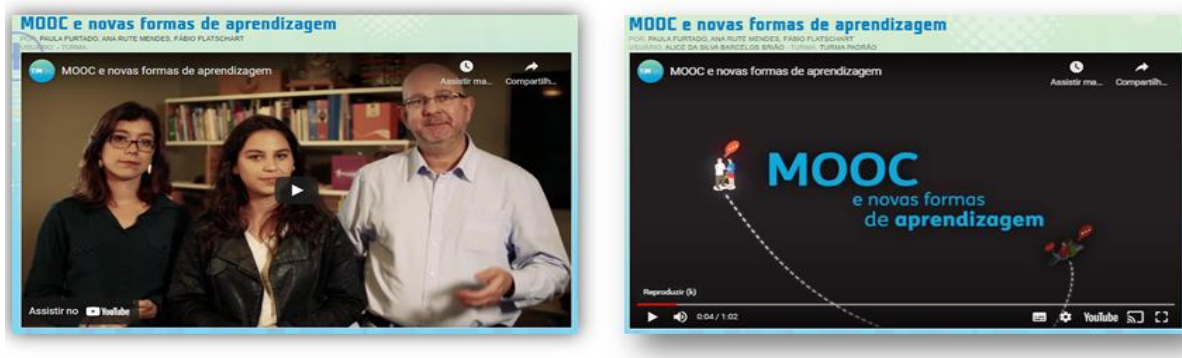 MOOC e novas formas de aprendizagem
POR: PAULA FURTADO, ANA RUTE MENDES, FÁBIO FLATSCHART
USUÁRIO: - TURMA:
MOOC e novas formas de aprendizagem
Assistir ma...
Compartilh...
Assistir no YouTube
MOOC e novas formas de aprendizagem
POR: PAULA FURTADO, ANA RUTE MENDES, FÁBIO FLATSCHART
USUÁRIO: ALICE DA SILVA BARCELOS BRIÃO - TURMA: TURMA PADRÃO
MOOC e novas formas de aprendizagem
Assistir ma...
Compartilh...
MOOC
e novas formas
de aprendizagem
Reproduzir (k)
0:04 / 1:02
YouTube